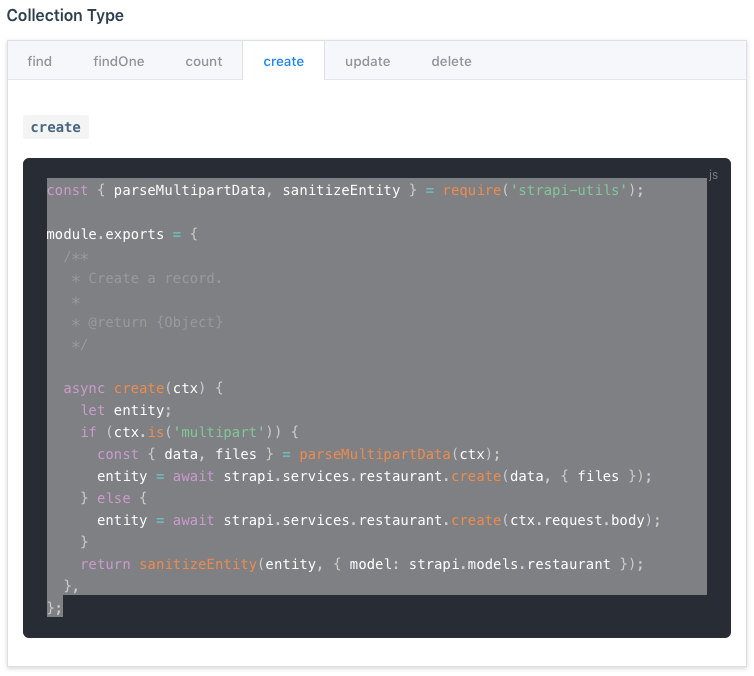 Collection Type
find findOne count create update delete
create
js
const { parseMultipartData, sanitizeEntity } = require('strapi-utils');
module.exports = {
/**
* Create a record.
*
* @return {Object}
*/
async create(ctx) {
let entity;
if (ctx.is('multipart')) {
const { data, files } = parseMultipartData(ctx);
entity = await strapi.services.restaurant.create(data, { files });
} else {
entity = await strapi.services.restaurant.create(ctx.request.body);
}
return sanitizeEntity(entity, { model: strapi.models.restaurant });
},
};